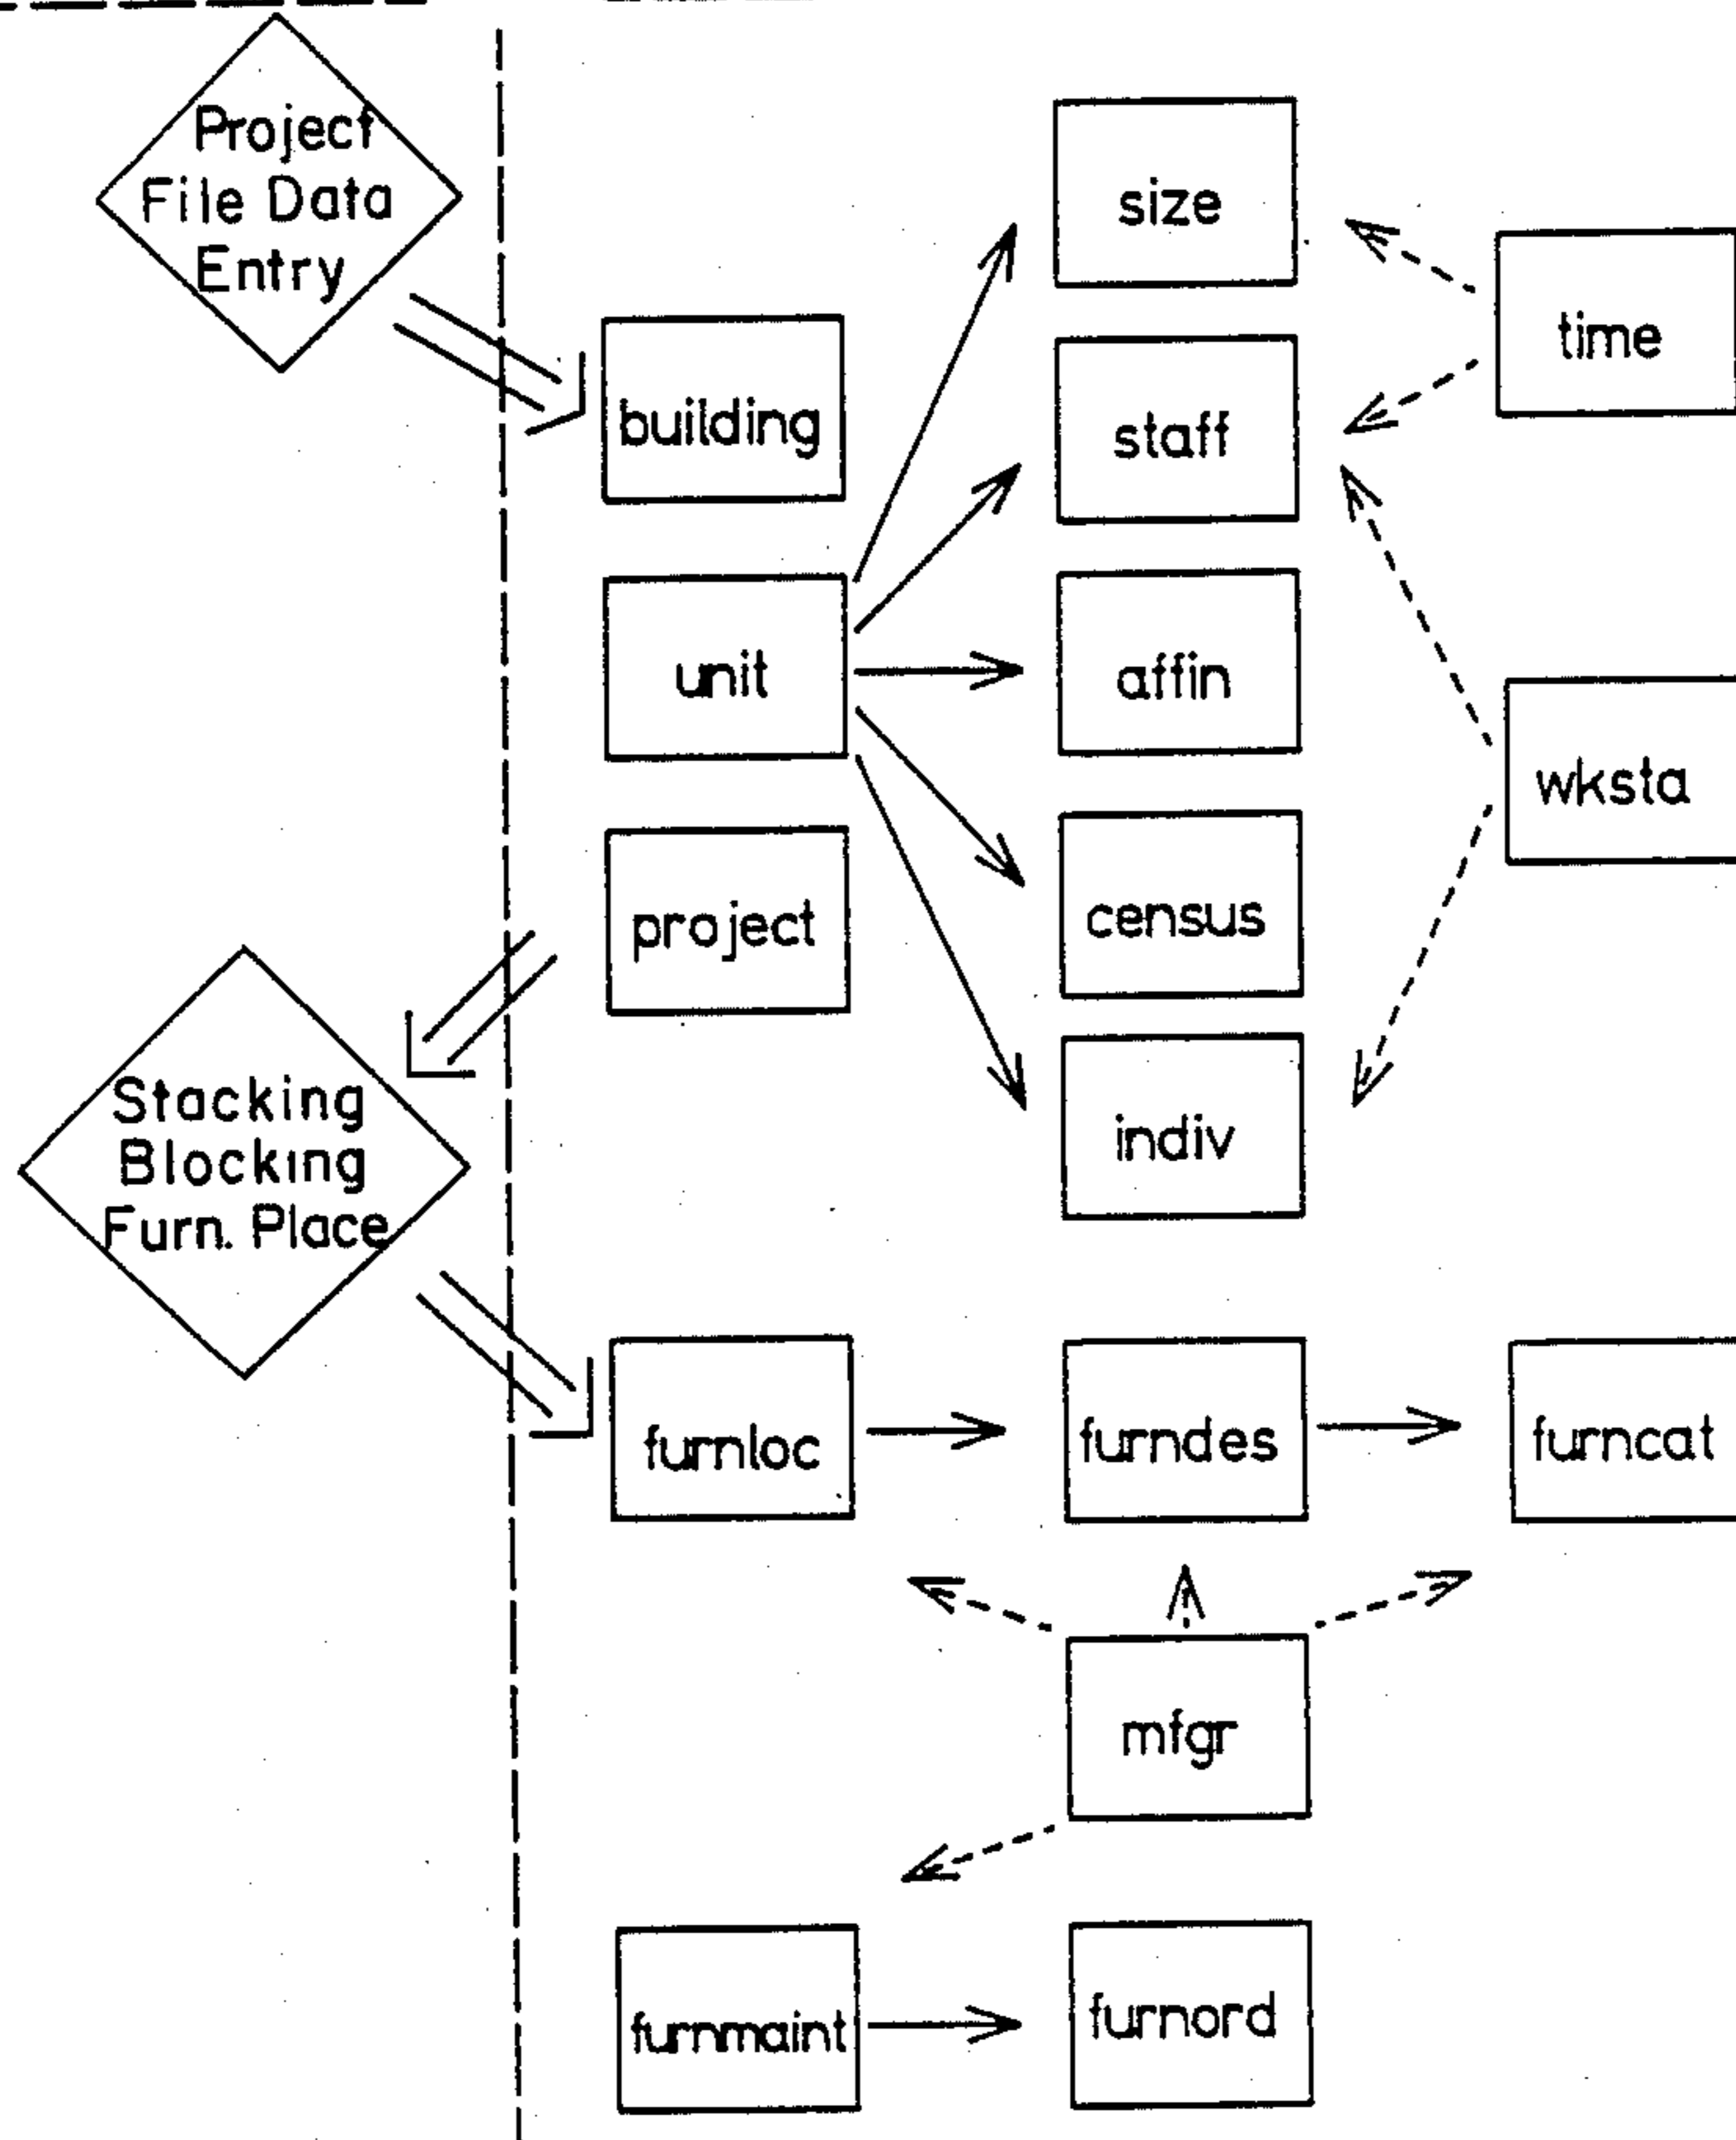 Project
File Data
Entry
size
time
building
staff
unit
affin
wksta
project
census
Stacking
Blocking
Furn. Place
indiv
furnloc
furndes
furncat
mfgr
furnmaint
furnord